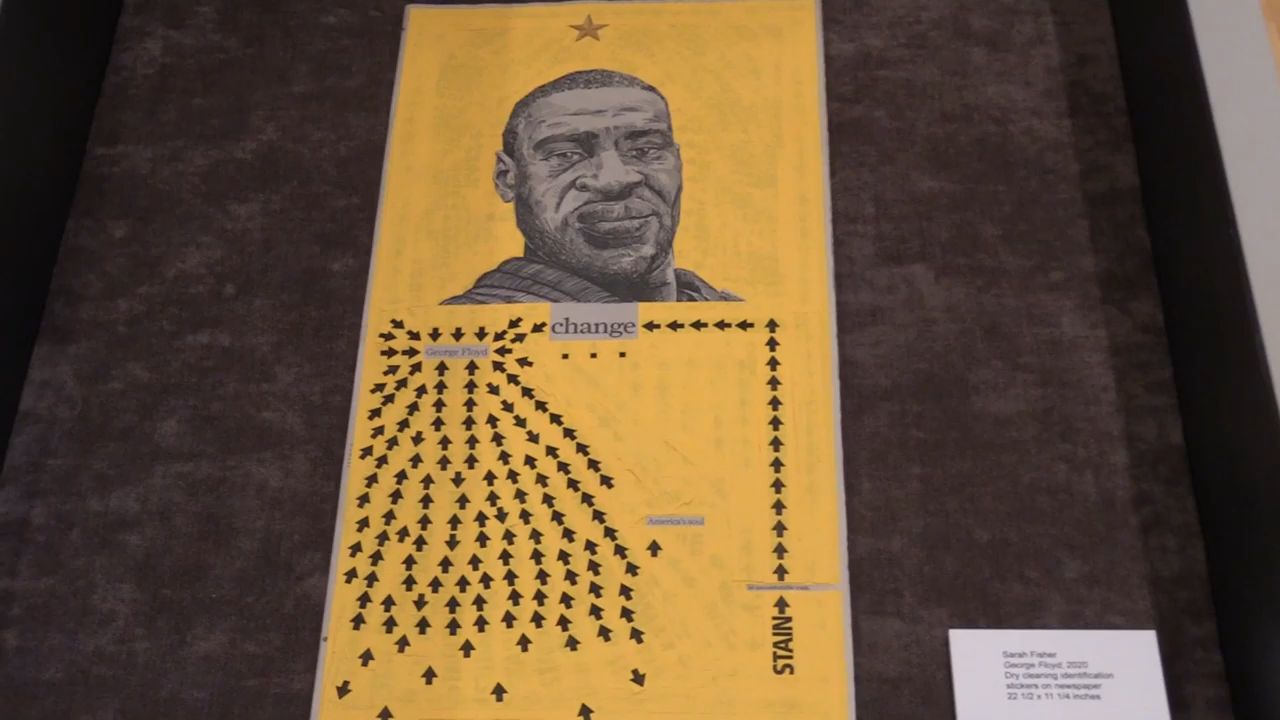 change
George Floyd
America's soul
STAIN
Sarah Fisher
George Floyd, 2020
Dry cleaning identification
stickers on newspaper
22 1/2 x 11 1/4 inches